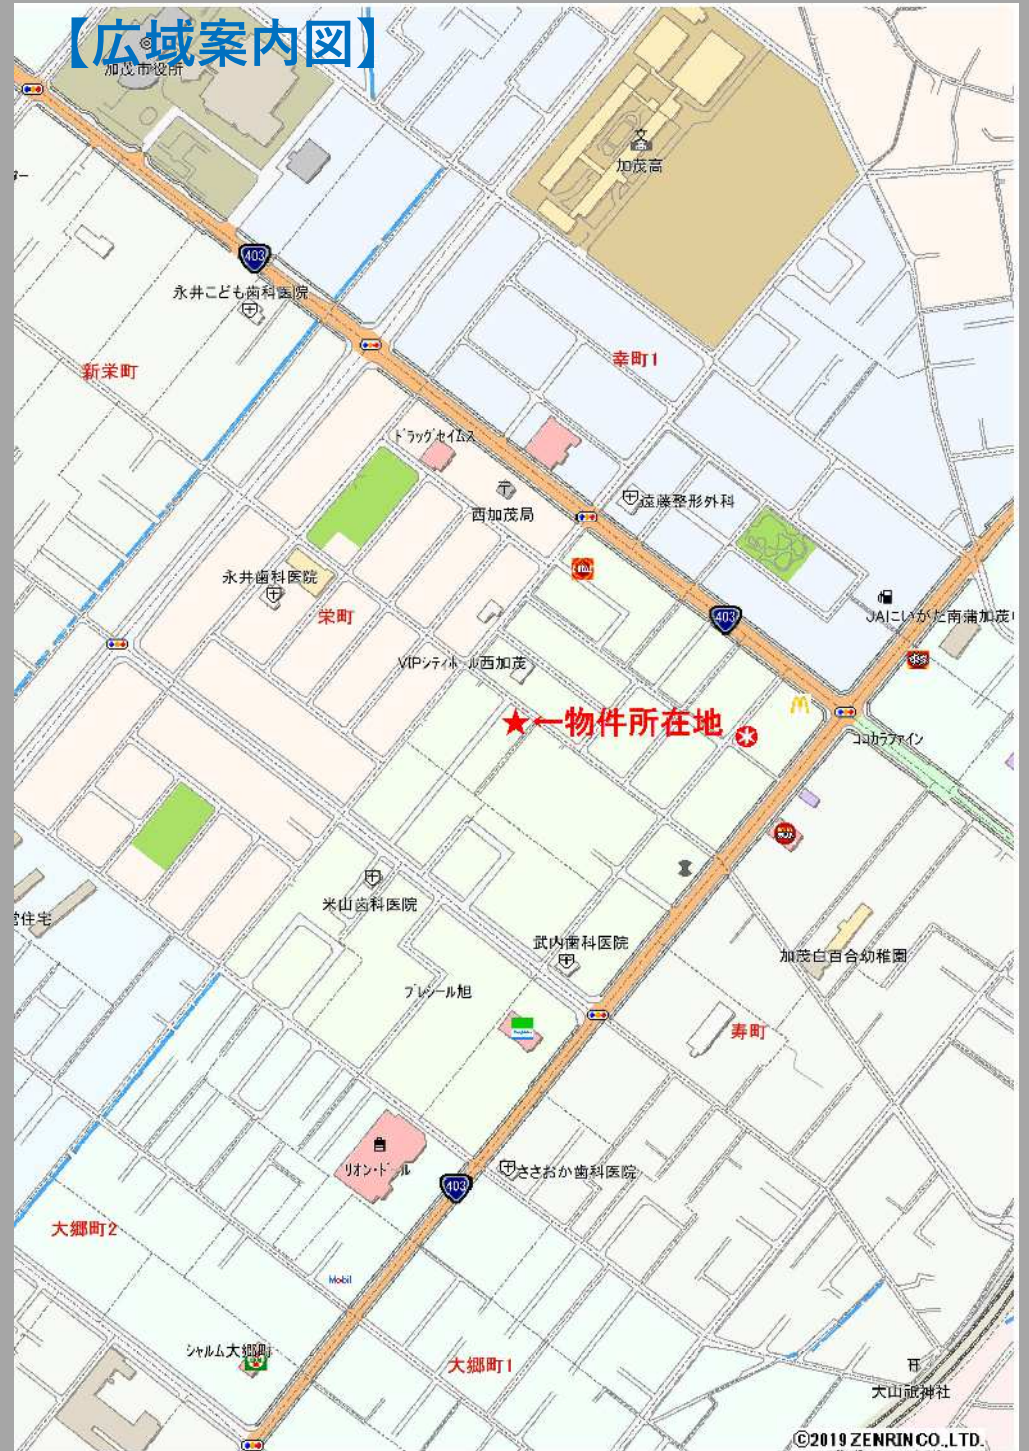 【広域案内図】
加茂市役所
文
高
加茂高
403
永井こども歯科医院
新栄町
幸町1
ドラッグセイムス
西加茂局
遠藤整形外科
永井歯科医院
栄町
403
JAにいがた南蒲加茂
VIPシティホール西加茂
★←物件所在地
ココカラファイン
米山歯科医院
営住宅
武内歯科医院
加茂白百合幼稚園
プレシール旭
寿町
リオン・ドール
ささおか歯科医院
403
大郷町2
Mobil
シャルム大郷町
大郷町1
大山祇神社
©2019 ZENRIN CO., LTD.